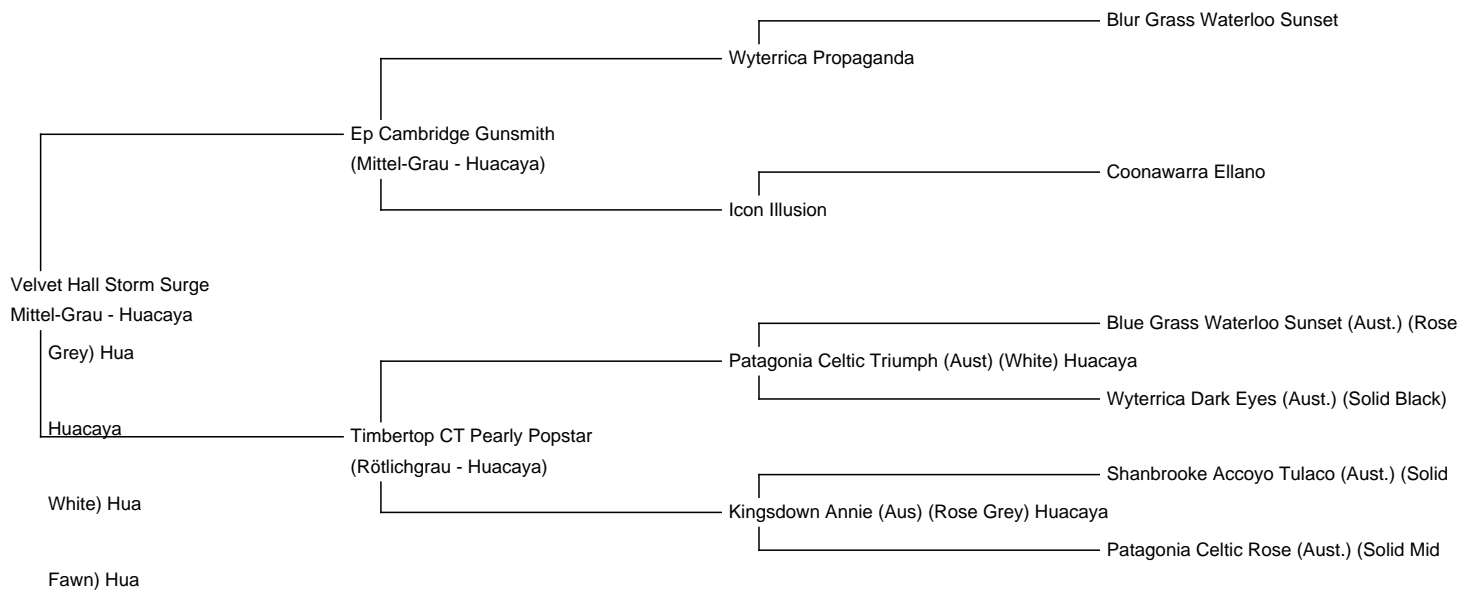 Blur Grass Waterloo Sunset
Wyterrica Propaganda
Ep Cambridge Gunsmith
(Mittel-Grau - Huacaya)
Coonawarra Ellano
Icon Illusion
Velvet Hall Storm Surge
Mittel-Grau - Huacaya
Blue Grass Waterloo Sunset (Aust.) (Rose
Grey) Hua
Patagonia Celtic Triumph (Aust) (White) Huacaya
Wyterrica Dark Eyes (Aust.) (Solid Black)
Huacaya
Timbertop CT Pearly Popstar
(Rötlichgrau - Huacaya)
Shanbrooke Accoyo Tulaco (Aust.) (Solid
White) Hua
Kingsdown Annie (Aus) (Rose Grey) Huacaya
Patagonia Celtic Rose (Aust.) (Solid Mid
Fawn) Hua